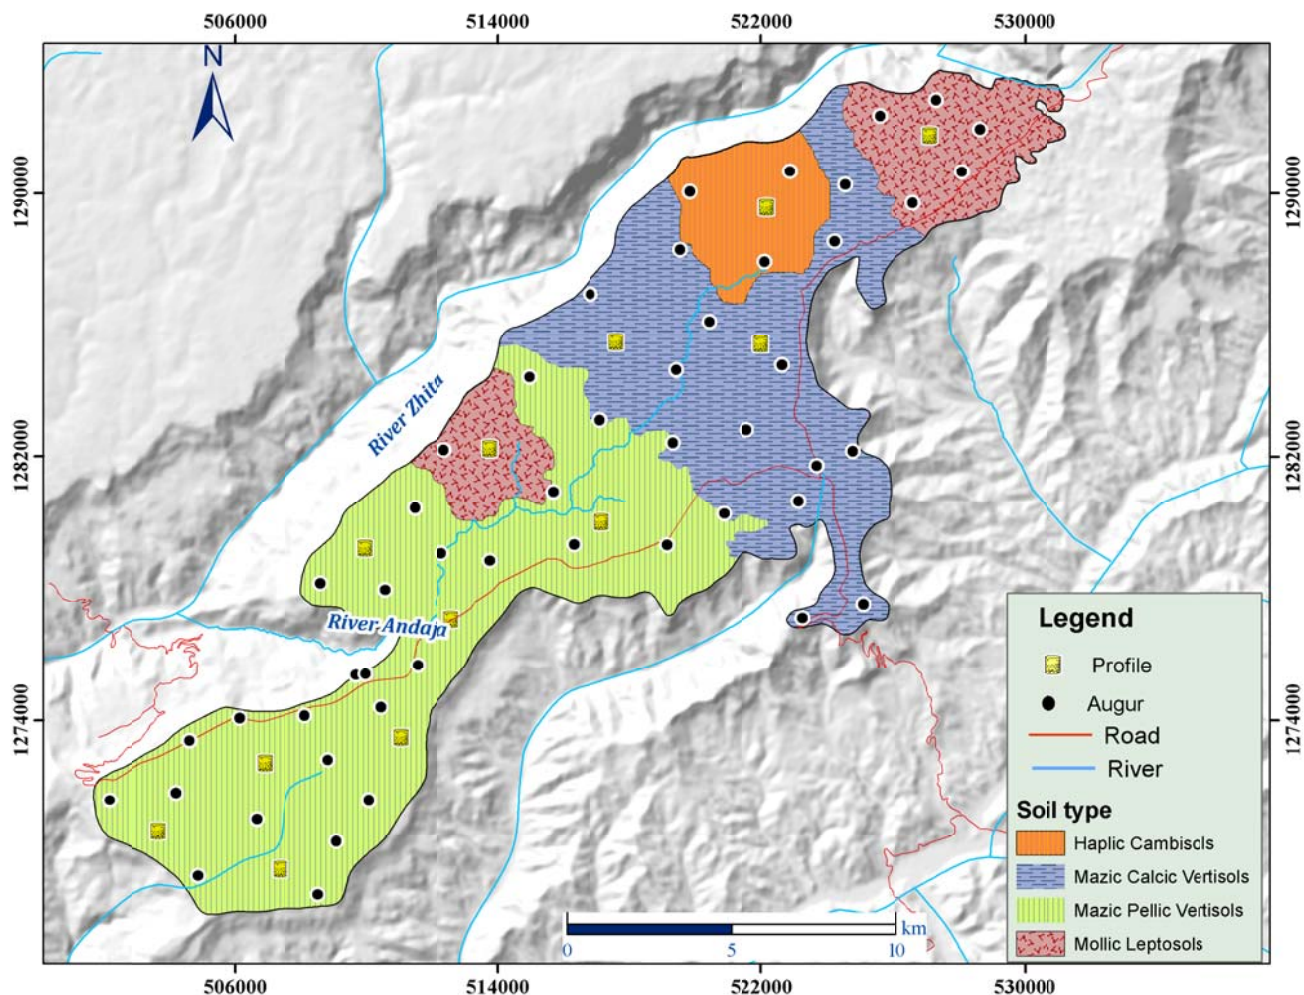 506000 514000 522000 530000
N
1290000 1290000
River Zhita
1282000 1282000
River Andaja
Legend
Profile
Augur
1274000 1274000
Road
River
Soil type
Haplic Cambiscls
Mazic Calcic Vertisols
Mazic Pellic Vertisols
Mollic Leptosols
km
0 5 10
506000 514000 522000 530000